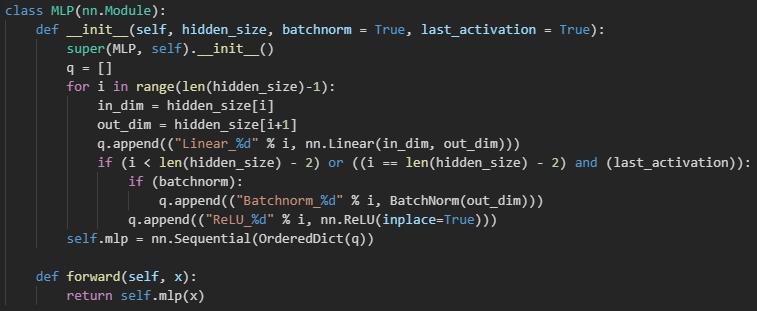 class MLP(nn.Module):
    def __init__(self, hidden_size, batchnorm = True, last_activation = True):
        super(MLP, self).__init__()
        q = []
        for i in range(len(hidden_size)-1):
            in_dim = hidden_size[i]
            out_dim = hidden_size[i+1]
            q.append(("Linear_%d" % i, nn.Linear(in_dim, out_dim)))
            if (i < len(hidden_size) - 2) or ((i == len(hidden_size) - 2) and (last_activation)):
                if (batchnorm):
                    q.append(("Batchnorm_%d" % i, BatchNorm(out_dim)))
                q.append(("ReLU_%d" % i, nn.ReLU(inplace=True)))
        self.mlp = nn.Sequential(OrderedDict(q))

    def forward(self, x):
        return self.mlp(x)